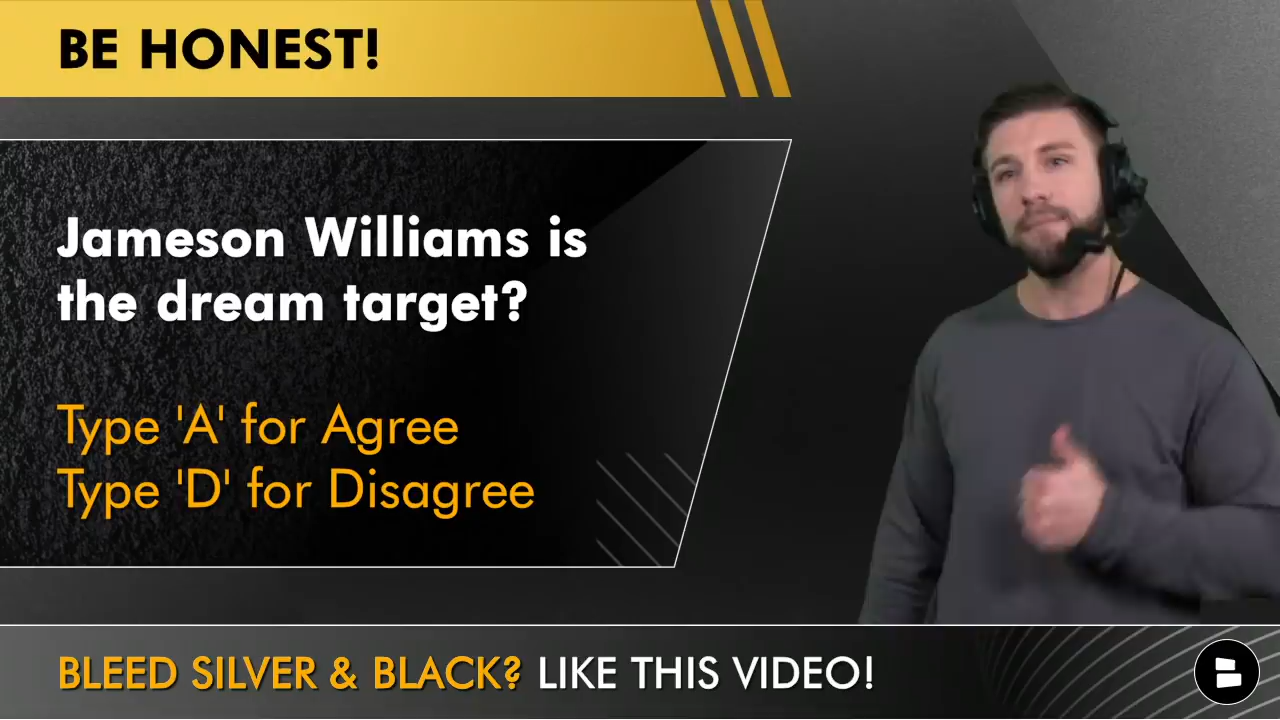 BE HONEST!
Jameson Williams is
the dream target?
Type 'A' for Agree
Type 'D' for Disagree
BLEED SILVER & BLACK? LIKE THIS VIDEO!